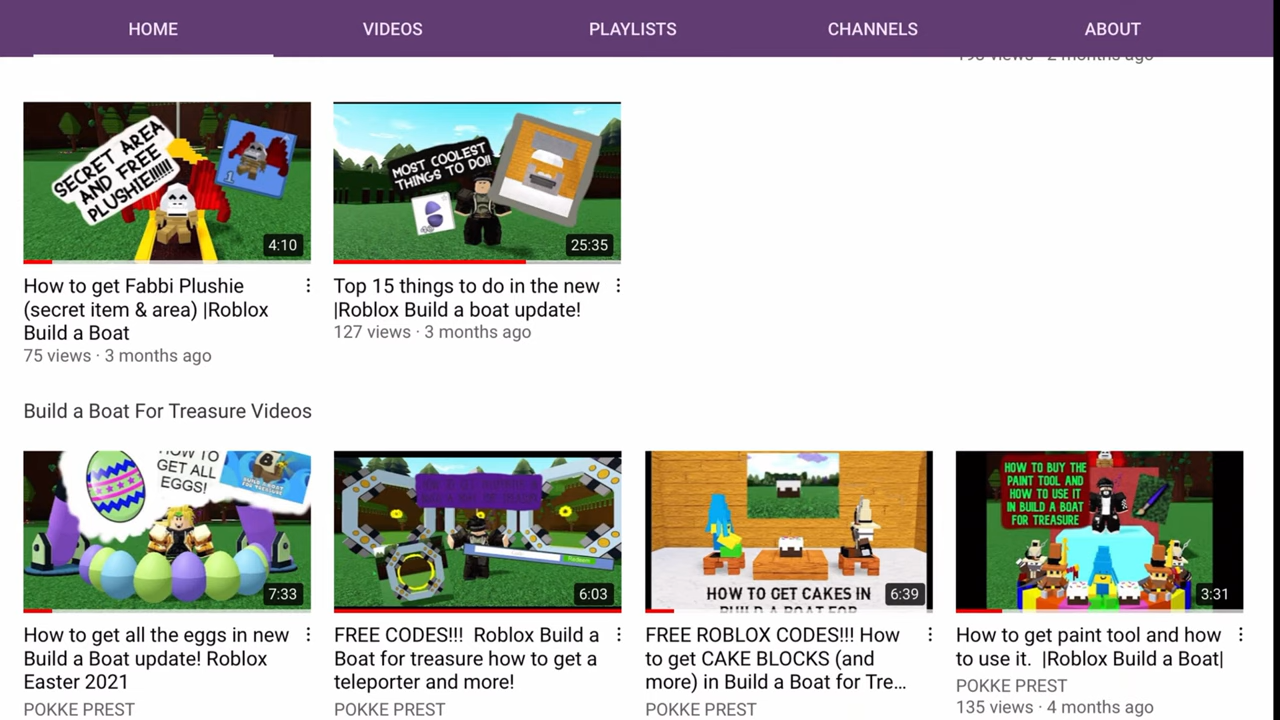 HOME VIDEOS PLAYLISTS CHANNELS ABOUT
SECRET AREA
AND FREE
PLUSHIE!!!!!!
1
4:10
MOST COOLEST
THINGS TO DO!!
25:35
How to get Fabbi Plushie
(secret item & area) |Roblox
Build a Boat
75 views · 3 months ago
Top 15 things to do in the new
|Roblox Build a boat update!
127 views · 3 months ago
Build a Boat For Treasure Videos
HOW TO
GET ALL
EGGS!
7:33
6:03
HOW TO GET CAKES IN
BUILD A BOAT FOR
6:39
HOW TO BUY THE
PAINT TOOL AND
HOW TO USE IT
IN BUILD A BOAT
FOR TREASURE
3:31
How to get all the eggs in new
Build a Boat update! Roblox
Easter 2021
POKKE PREST
FREE CODES!!! Roblox Build a
Boat for treasure how to get a
teleporter and more!
POKKE PREST
FREE ROBLOX CODES!!! How
to get CAKE BLOCKS (and
more) in Build a Boat for Tre...
POKKE PREST
How to get paint tool and how
to use it. |Roblox Build a Boat|
POKKE PREST
135 views · 4 months ago